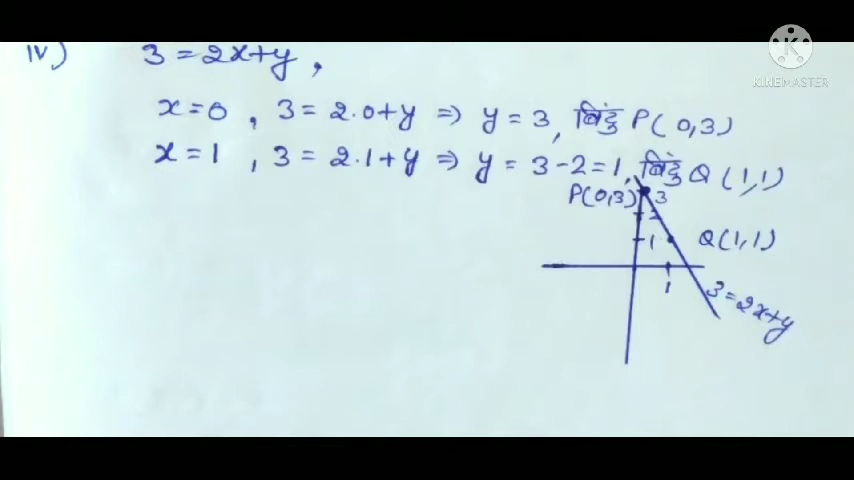 KINEMASTER
iv) 3 = 2x+y,
x=0, 3 = 2.0+y ⇒ y = 3, बिंदु P(0,3)
x=1, 3 = 2.1+y ⇒ y = 3-2=1, बिंदु Q(1,1)
P(0,3) 3
2
1 Q(1,1)
1
3=2x+y